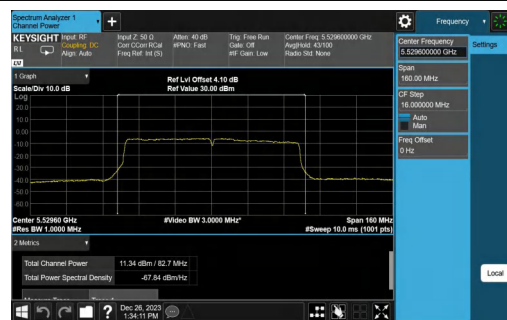 Spectrum Analyzer 1
Channel Power
Frequency
KEYSIGHT
Input: RF
Coupling: DC
Align: Auto
Input Z: 50 Ω
Corr CCorr RCal
Freq Ref: Int (S)
Atten: 40 dB
#PNO: Fast
Trig: Free Run
Gate: Off
#IF Gain: Low
Center Freq: 5.529600000 GHz
Avg|Hold: 43/100
Radio Std: None
RL
LXI
Center Frequency
5.529600000 GHz
Settings
Span
160.00 MHz
CF Step
16.000000 MHz
Auto
Man
Freq Offset
0 Hz
1 Graph
Scale/Div 10.0 dB
Ref Lvl Offset 4.10 dB
Ref Value 30.00 dBm
Log
20.0
10.0
0.00
-10.0
-20.0
-30.0
-40.0
-50.0
-60.0
Center 5.52960 GHz
#Res BW 1.0000 MHz
#Video BW 3.0000 MHz*
Span 160 MHz
#Sweep 10.0 ms (1001 pts)
2 Metrics
Total Channel Power 11.34 dBm / 82.7 MHz
Total Power Spectral Density -67.84 dBm/Hz
Local
?
Dec 26, 2023
1:34:11 PM